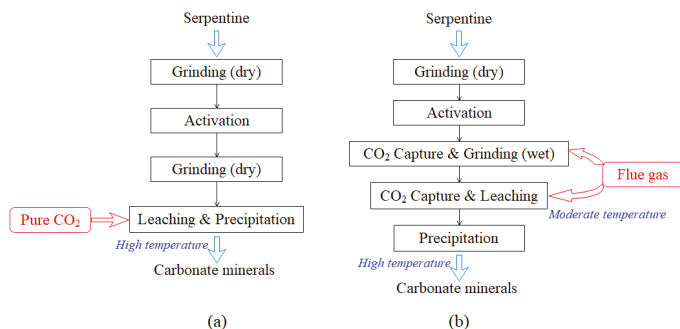 Serpentine
Grinding (dry)
Activation
Grinding (dry)
Pure CO₂
Leaching & Precipitation
High temperature
Carbonate minerals
(a)
Serpentine
Grinding (dry)
Activation
CO₂ Capture & Grinding (wet)
Flue gas
CO₂ Capture & Leaching
Moderate temperature
Precipitation
High temperature
Carbonate minerals
(b)